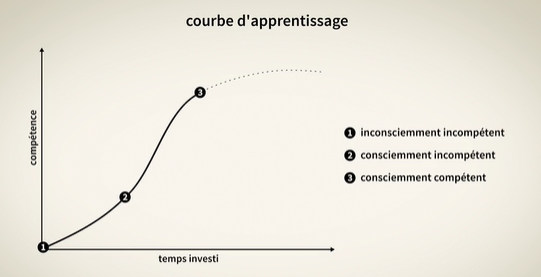 courbe d'apprentissage
compétence
3
2
1
temps investi
1 inconsciemment incompétent
2 consciemment incompétent
3 consciemment compétent